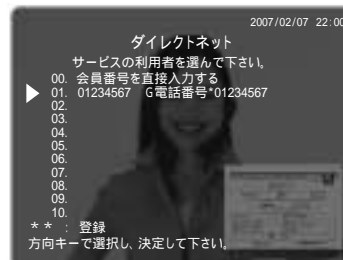 2007/02/07 22:00
ダイレクトネット
サービスの利用者を選んで下さい。
00. 会員番号を直接入力する
▶ 01. 01234567 G電話番号*01234567
02.
03.
04.
05.
06.
07.
08.
09.
10.
＊＊ : 登録
方向キーで選択し、決定して下さい。